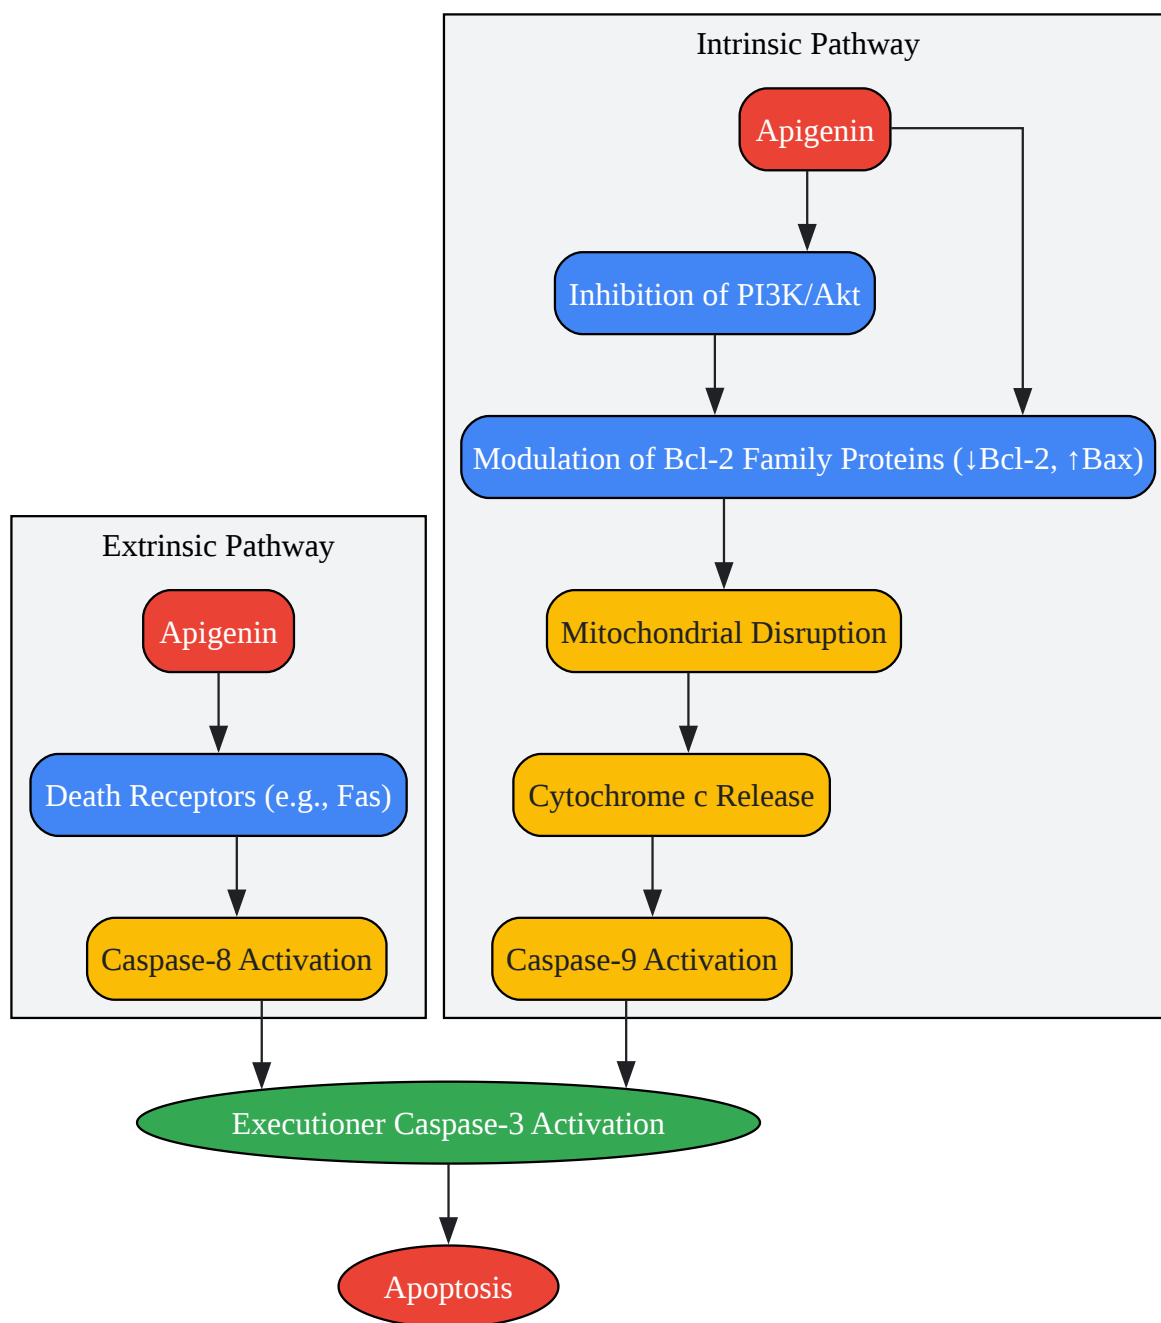 Intrinsic Pathway
Apigenin
Inhibition of PI3K/Akt
Modulation of Bcl-2 Family Proteins (↓Bcl-2, ↑Bax)
Mitochondrial Disruption
Cytochrome c Release
Caspase-9 Activation
Extrinsic Pathway
Apigenin
Death Receptors (e.g., Fas)
Caspase-8 Activation
Executioner Caspase-3 Activation
Apoptosis